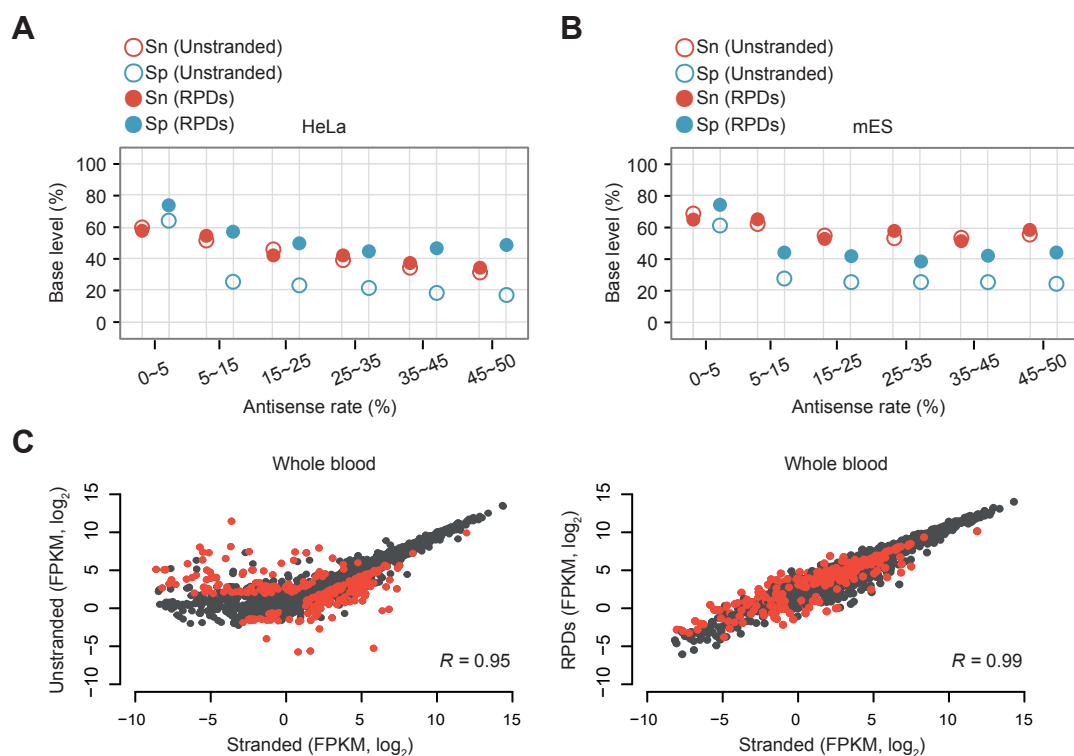 A
Sn (Unstranded)
Sp (Unstranded)
Sn (RPDs)
Sp (RPDs)
HeLa
Base level (%)
100
80
60
40
20
0
0~5
5~15
15~25
25~35
35~45
45~50
Antisense rate (%)
B
Sn (Unstranded)
Sp (Unstranded)
Sn (RPDs)
Sp (RPDs)
mES
Base level (%)
100
80
60
40
20
0
0~5
5~15
15~25
25~35
35~45
45~50
Antisense rate (%)
C
Whole blood
Unstranded (FPKM, log₂)
15
10
5
0
−5
−10
R = 0.95
−10
−5
0
5
10
15
Stranded (FPKM, log₂)
Whole blood
RPDs (FPKM, log₂)
15
10
5
0
−5
−10
R = 0.99
−10
−5
0
5
10
15
Stranded (FPKM, log₂)